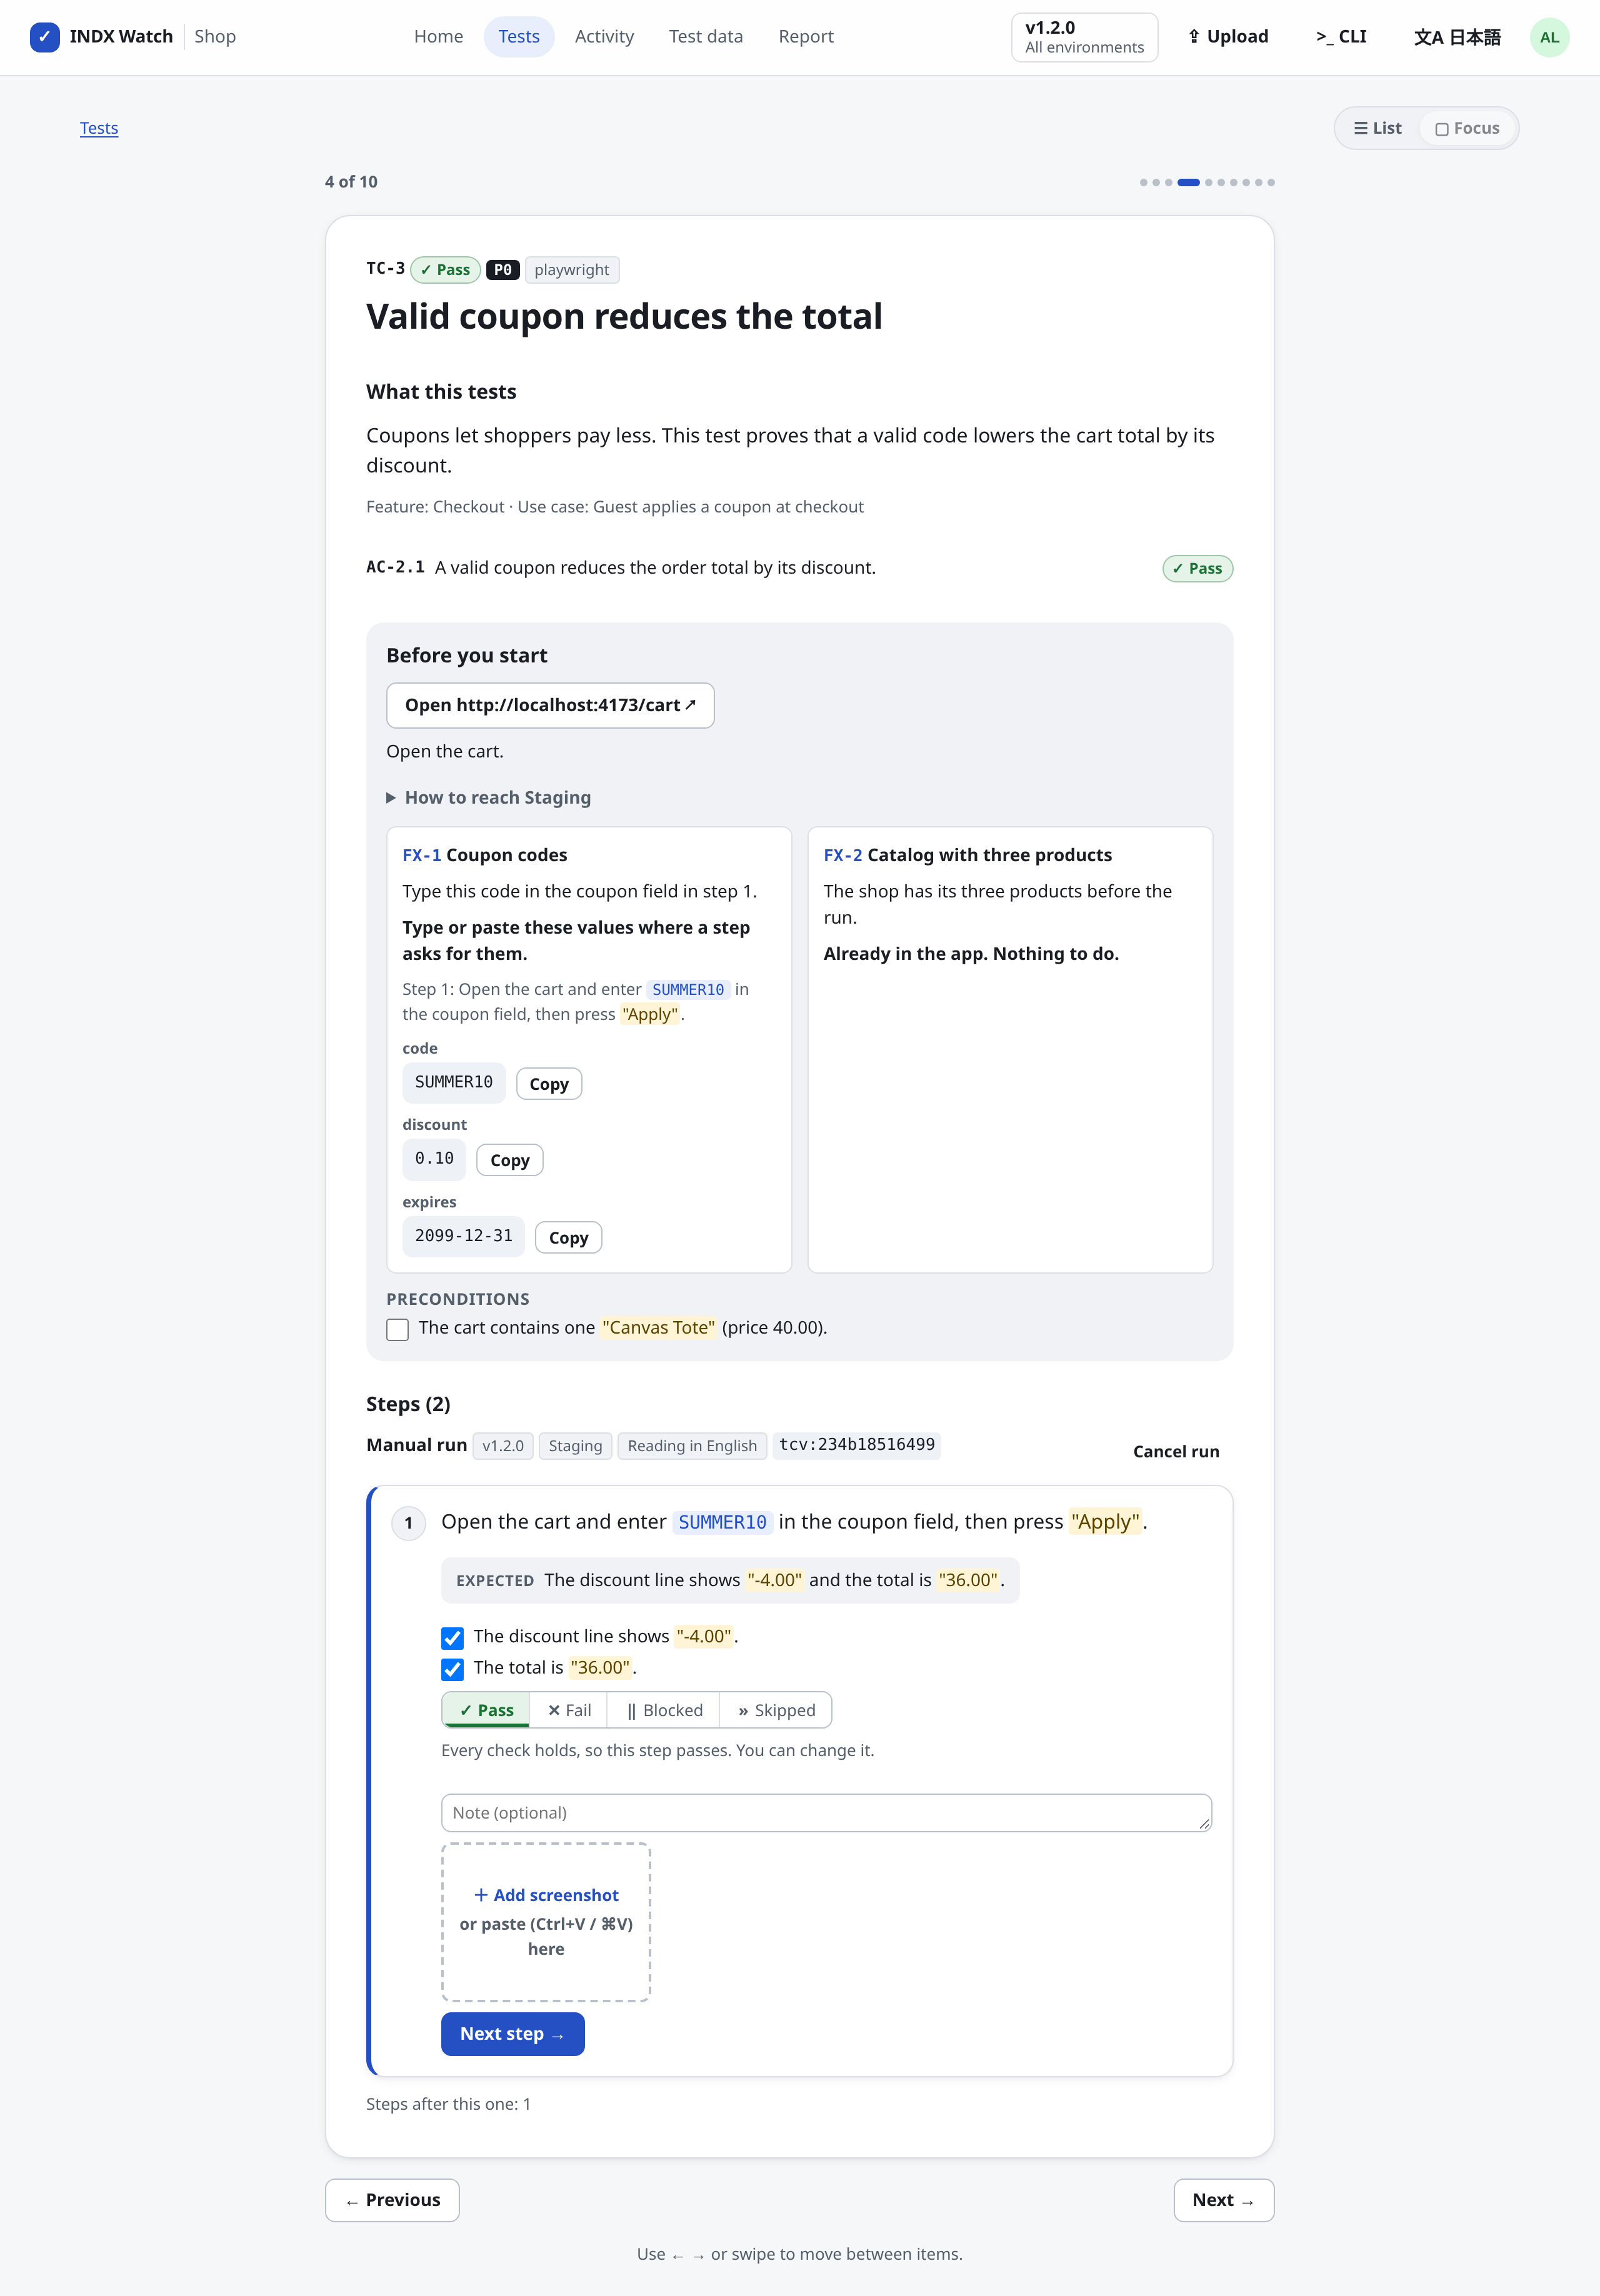 ✓ INDX Watch Shop Home Tests Activity Test data Report v1.2.0 All environments ⇪ Upload >_ CLI 文A 日本語 AL
Tests ☰ List ▢ Focus
4 of 10
TC-3 ✓ Pass P0 playwright
Valid coupon reduces the total
What this tests
Coupons let shoppers pay less. This test proves that a valid code lowers the cart total by its
discount.
Feature: Checkout · Use case: Guest applies a coupon at checkout
AC-2.1 A valid coupon reduces the order total by its discount. ✓ Pass
Before you start
Open http://localhost:4173/cart ↗
Open the cart.
▶ How to reach Staging
FX-1 Coupon codes
Type this code in the coupon field in step 1.
Type or paste these values where a step
asks for them.
Step 1: Open the cart and enter SUMMER10 in
the coupon field, then press "Apply".
code
SUMMER10 Copy
discount
0.10 Copy
expires
2099-12-31 Copy
FX-2 Catalog with three products
The shop has its three products before the
run.
Already in the app. Nothing to do.
PRECONDITIONS
The cart contains one "Canvas Tote" (price 40.00).
Steps (2)
Manual run v1.2.0 Staging Reading in English tcv:234b18516499 Cancel run
1 Open the cart and enter SUMMER10 in the coupon field, then press "Apply".
EXPECTED The discount line shows "-4.00" and the total is "36.00".
The discount line shows "-4.00".
The total is "36.00".
✓ Pass ✕ Fail || Blocked » Skipped
Every check holds, so this step passes. You can change it.
Note (optional)
+ Add screenshot
or paste (Ctrl+V / ⌘V)
here
Next step →
Steps after this one: 1
← Previous Next →
Use ← → or swipe to move between items.